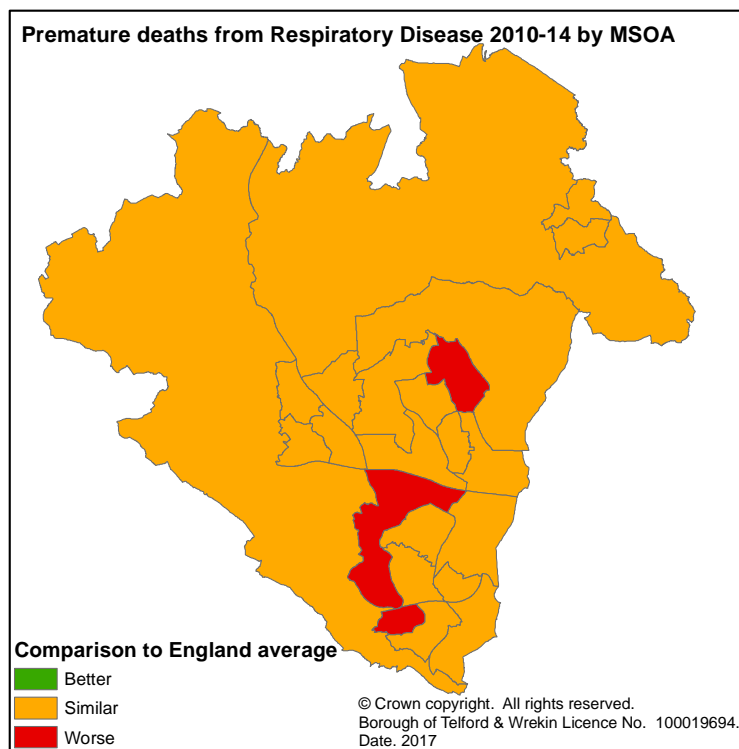 Premature deaths from Respiratory Disease 2010-14 by MSOA
Comparison to England average
Better
Similar
Worse
© Crown copyright. All rights reserved.
Borough of Telford & Wrekin Licence No. 100019694.
Date. 2017